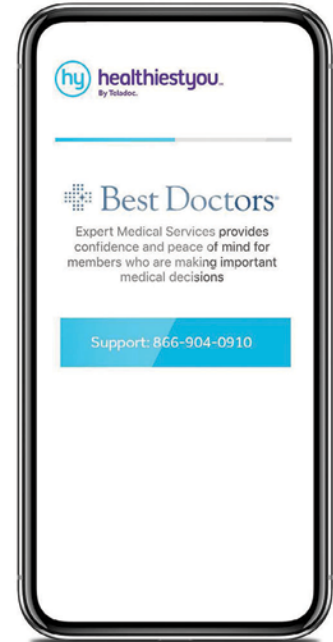 hy healthiestyou™
By Teladoc.
Best Doctors®
Expert Medical Services provides
confidence and peace of mind for
members who are making important
medical decisions
Support: 866-904-0910